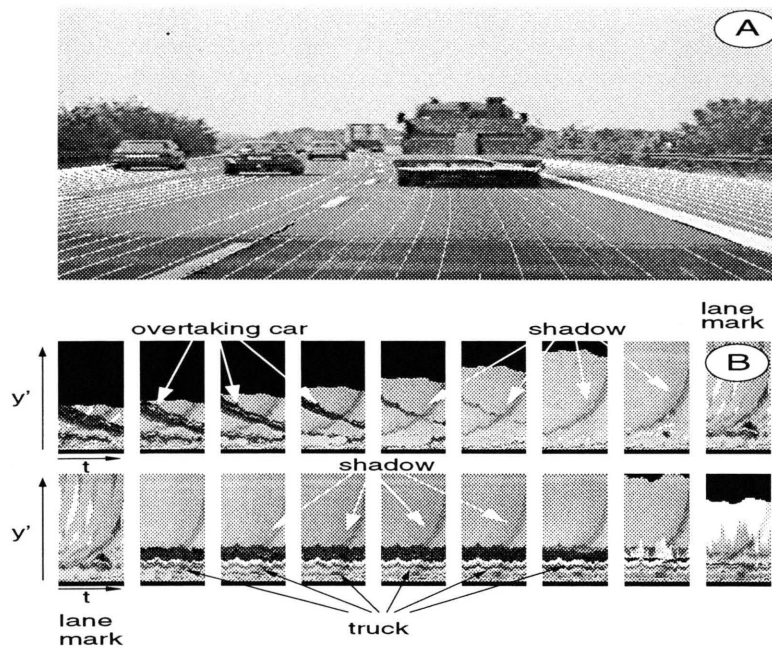 A
overtaking car
shadow
lane
mark
B
y'
t
shadow
y'
t
lane
mark
truck